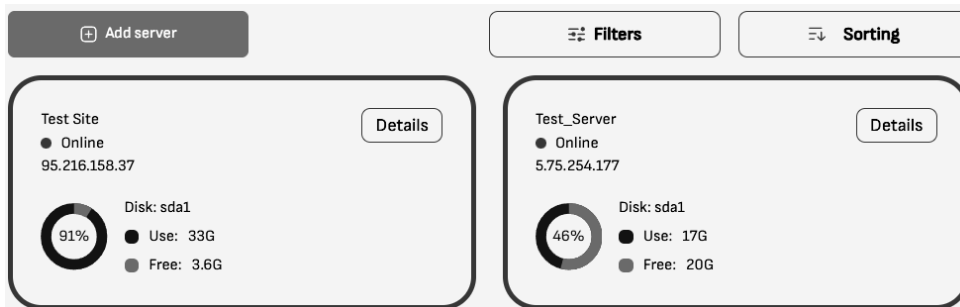 Add server
Filters
Sorting
Test Site
Details
Online
95.216.158.37
Disk: sda1
91%
Use: 33G
Free: 3.6G
Test_Server
Details
Online
5.75.254.177
Disk: sda1
46%
Use: 17G
Free: 20G